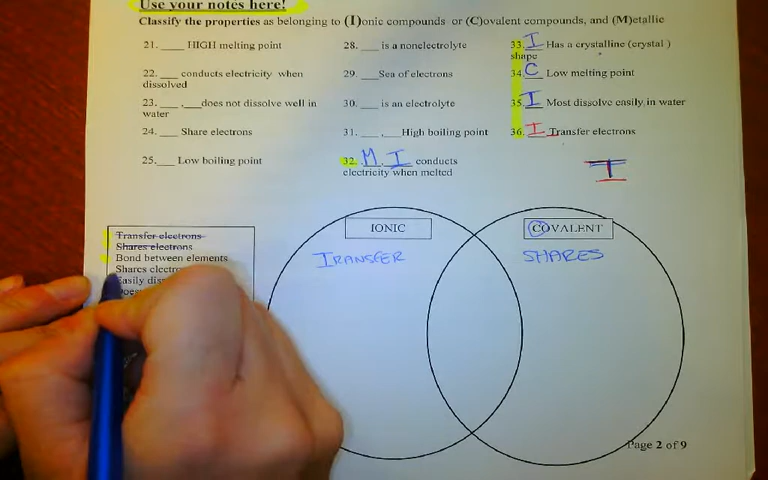 Use your notes here!
Classify the properties as belonging to (I)onic compounds or (C)ovalent compounds, and (M)etallic
21. ____ HIGH melting point
22. ___ conducts electricity when
dissolved
23. ___ ,___does not dissolve well in
water
24. ___ Share electrons
25.___ Low boiling point
28. ___ is a nonelectrolyte
29. ___Sea of electrons
30. ___ is an electrolyte
31. ___ ,___High boiling point
32. M, I conducts
electricity when melted
33. I Has a crystalline (crystal )
shape
34. C Low melting point
35. I Most dissolve easily in water
36. I Transfer electrons
I
Transfer electrons
Shares electrons
Bond between elements
Shares
Easily
IONIC
TRANSFER
COVALENT
SHARES
Page 2 of 9